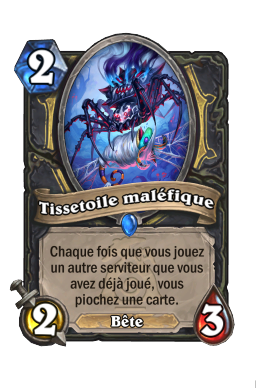 2
Tissetoile maléfique
Chaque fois que vous jouez
un autre serviteur que vous
avez déjà joué, vous
piochez une carte.
2
Bête
3